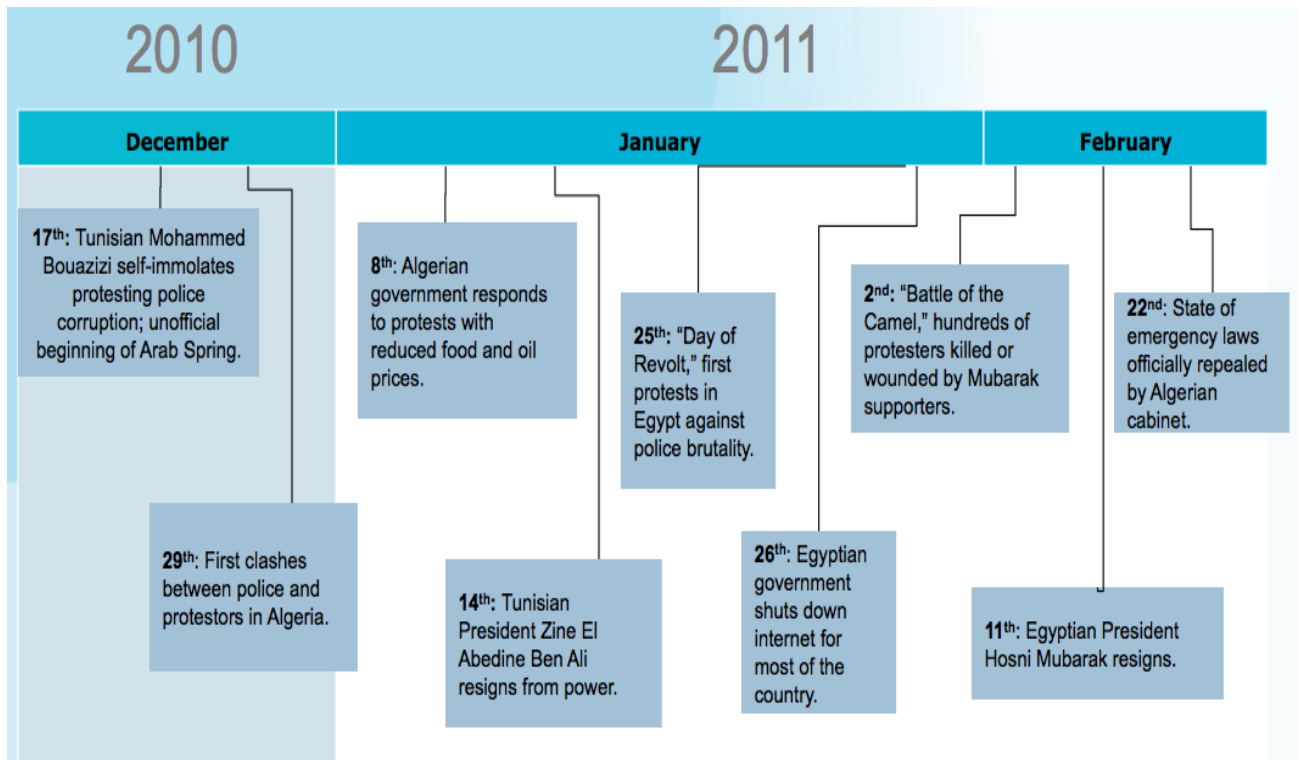 2010
2011
December
January
February
17th: Tunisian Mohammed
Bouazizi self-immolates
protesting police
corruption; unofficial
beginning of Arab Spring.
29th: First clashes
between police and
protestors in Algeria.
8th: Algerian
government responds
to protests with
reduced food and oil
prices.
14th: Tunisian
President Zine El
Abedine Ben Ali
resigns from power.
25th: “Day of
Revolt,” first
protests in
Egypt against
police brutality.
26th: Egyptian
government
shuts down
internet for
most of the
country.
2nd: “Battle of the
Camel,” hundreds of
protesters killed or
wounded by Mubarak
supporters.
11th: Egyptian President
Hosni Mubarak resigns.
22nd: State of
emergency laws
officially repealed
by Algerian
cabinet.